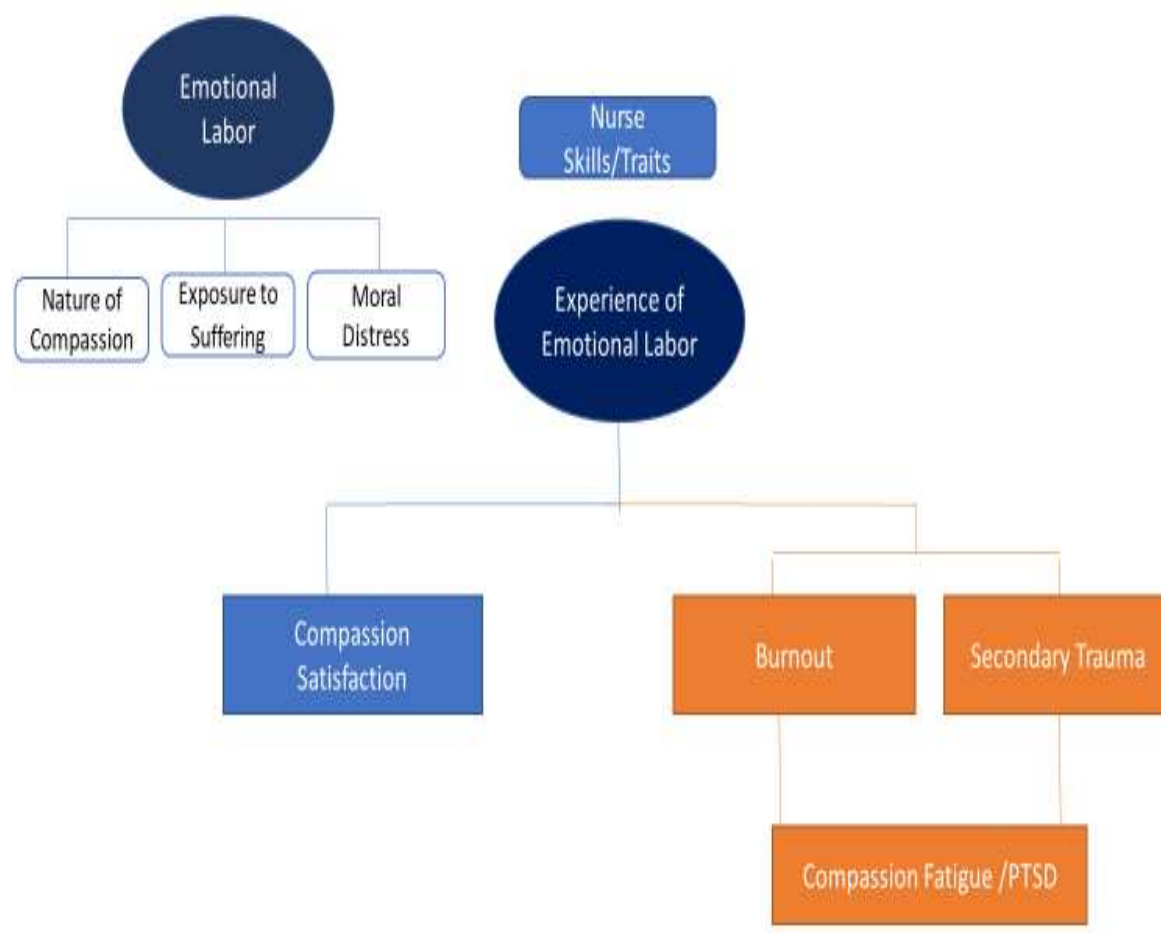 Emotional
Labor
Nurse
Skills/Traits
Nature of
Compassion
Exposure to
Suffering
Moral
Distress
Experience of
Emotional Labor
Compassion
Satisfaction
Burnout
Secondary Trauma
Compassion Fatigue /PTSD